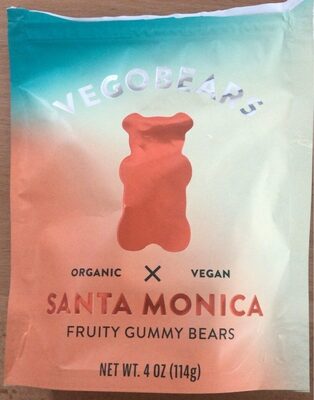 VEGOBEARS
ORGANIC X VEGAN
SANTA MONICA
FRUITY GUMMY BEARS
NET WT. 4 OZ (114g)